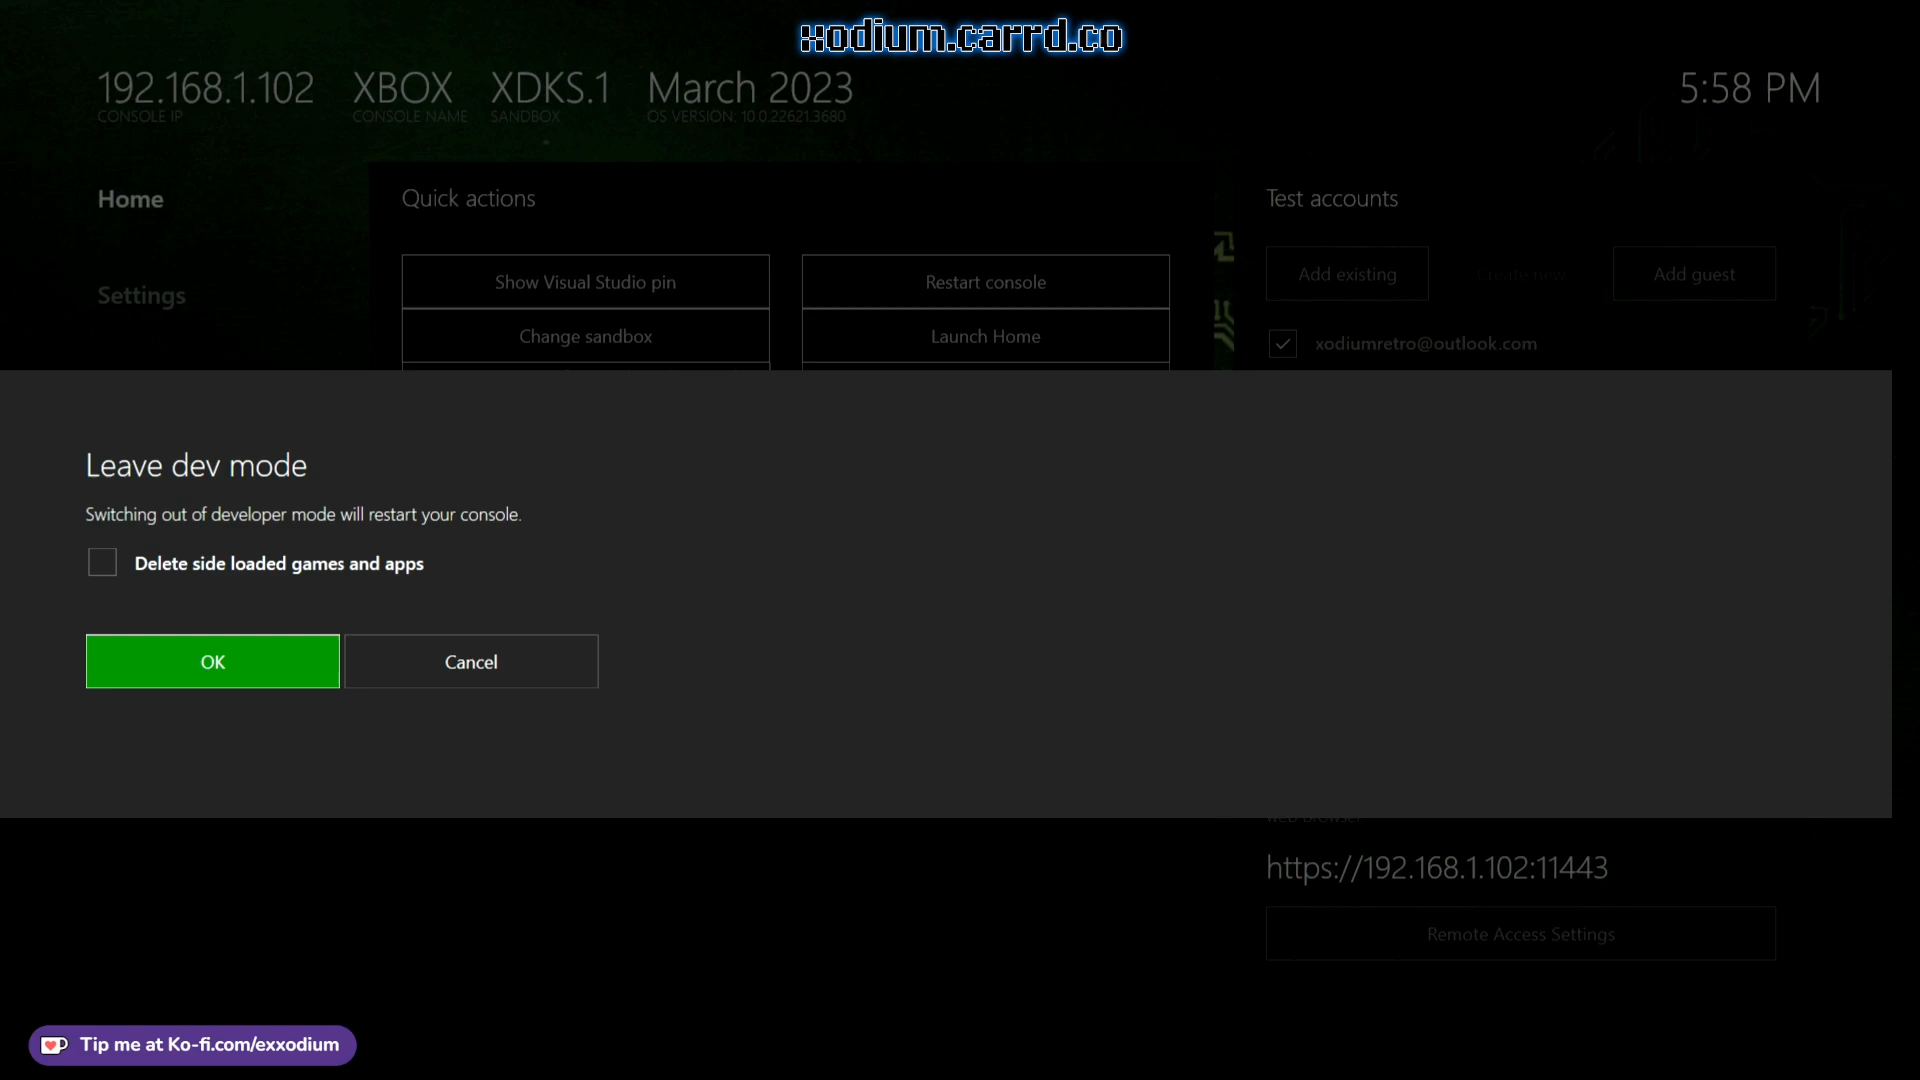 xodium.carrd.co
192.168.1.102 XBOX XDKS.1 March 2023 5:58 PM
CONSOLE IP CONSOLE NAME SANDBOX OS VERSION: 10.0.22621.3680
Home
Settings
Quick actions
Show Visual Studio pin Restart console
Change sandbox Launch Home
Test accounts
Add existing Create new Add guest
xodiumretro@outlook.com
Leave dev mode
Switching out of developer mode will restart your console.
Delete side loaded games and apps
OK Cancel
Web Browser
https://192.168.1.102:11443
Remote Access Settings
Tip me at Ko-fi.com/exxodium